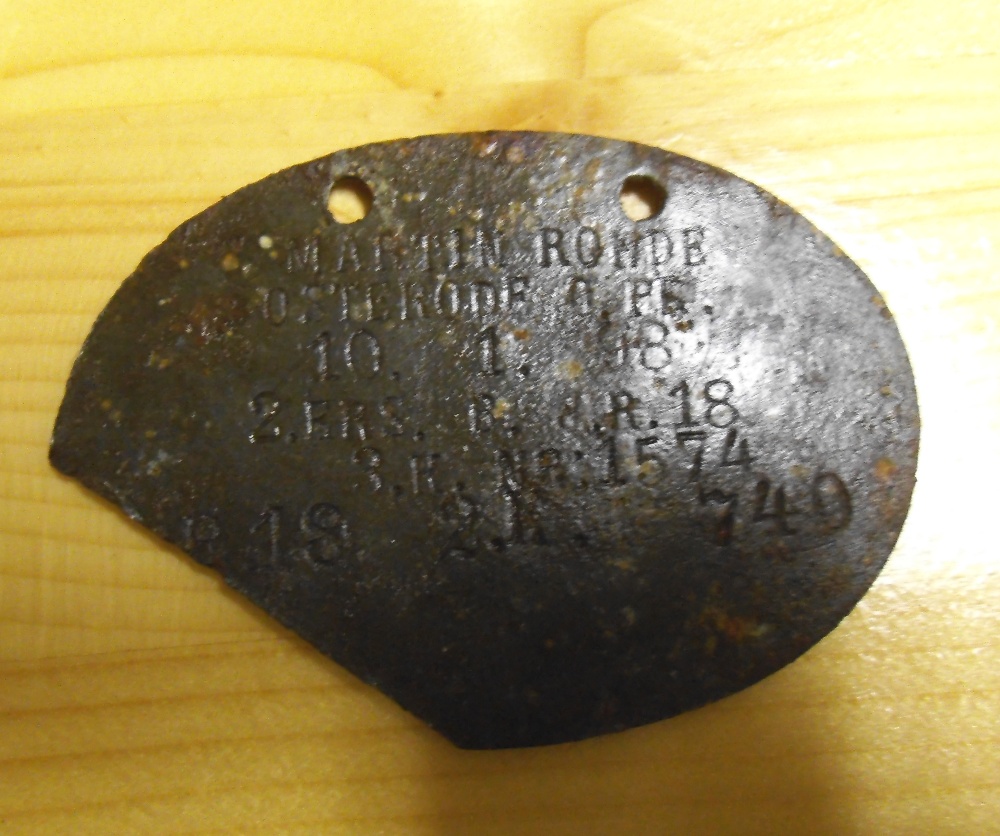 MARTIN ROHDE
OSTERODE O.PR.
10. 1. 98.
2.ERS. B. J.R.18
3.K. NR:1574
R.18 2.K. 749